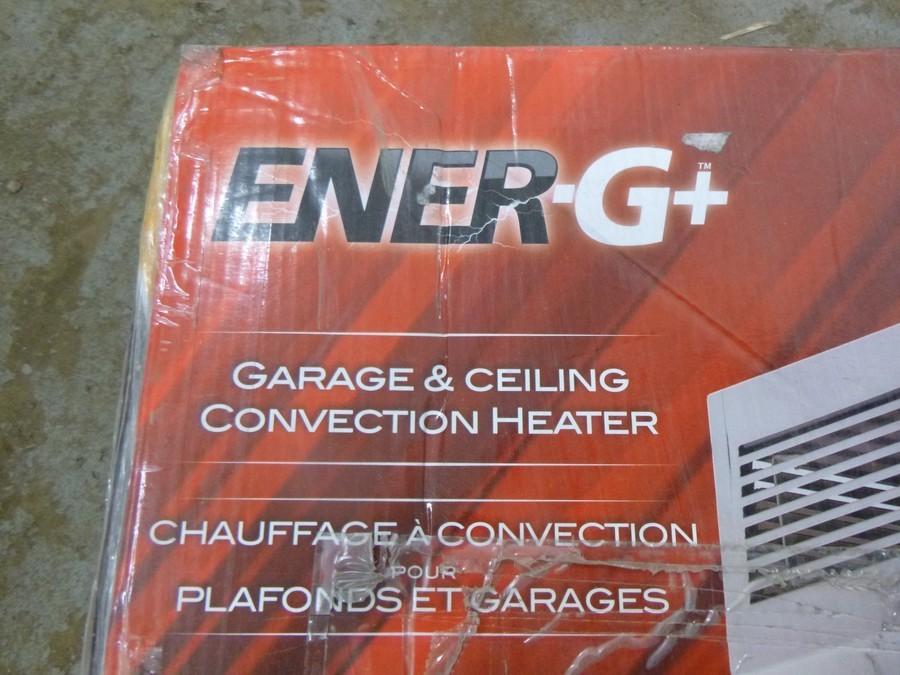 ENER-G+™
GARAGE & CEILING
CONVECTION HEATER
CHAUFFAGE À CONVECTION
POUR
PLAFONDS ET GARAGES